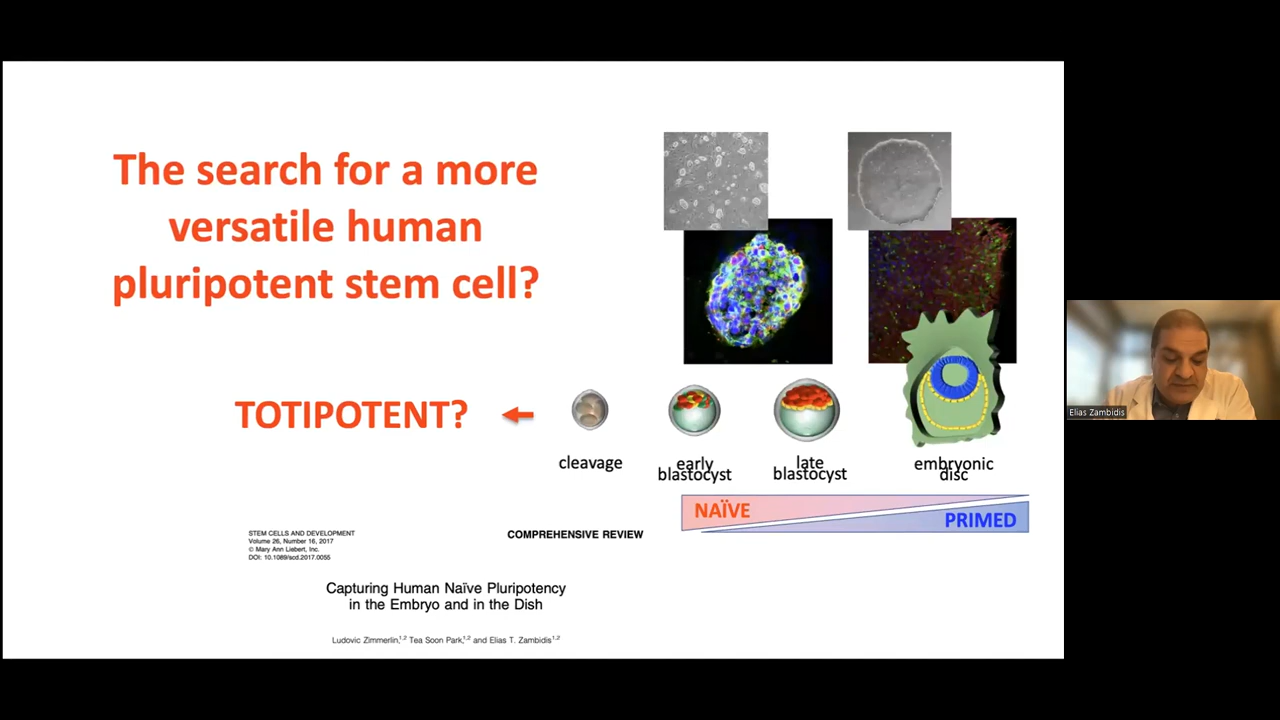 The search for a more
versatile human
pluripotent stem cell?
TOTIPOTENT?
cleavage
early
blastocyst
late
blastocyst
embryonic
disc
NAÏVE
PRIMED
STEM CELLS AND DEVELOPMENT
Volume 26, Number 16, 2017
© Mary Ann Liebert, Inc.
DOI: 10.1089/scd.2017.0055
COMPREHENSIVE REVIEW
Capturing Human Naïve Pluripotency
in the Embryo and in the Dish
Ludovic Zimmerlin,1,2 Tea Soon Park,1,2 and Elias T. Zambidis1,2
Elias Zambidis